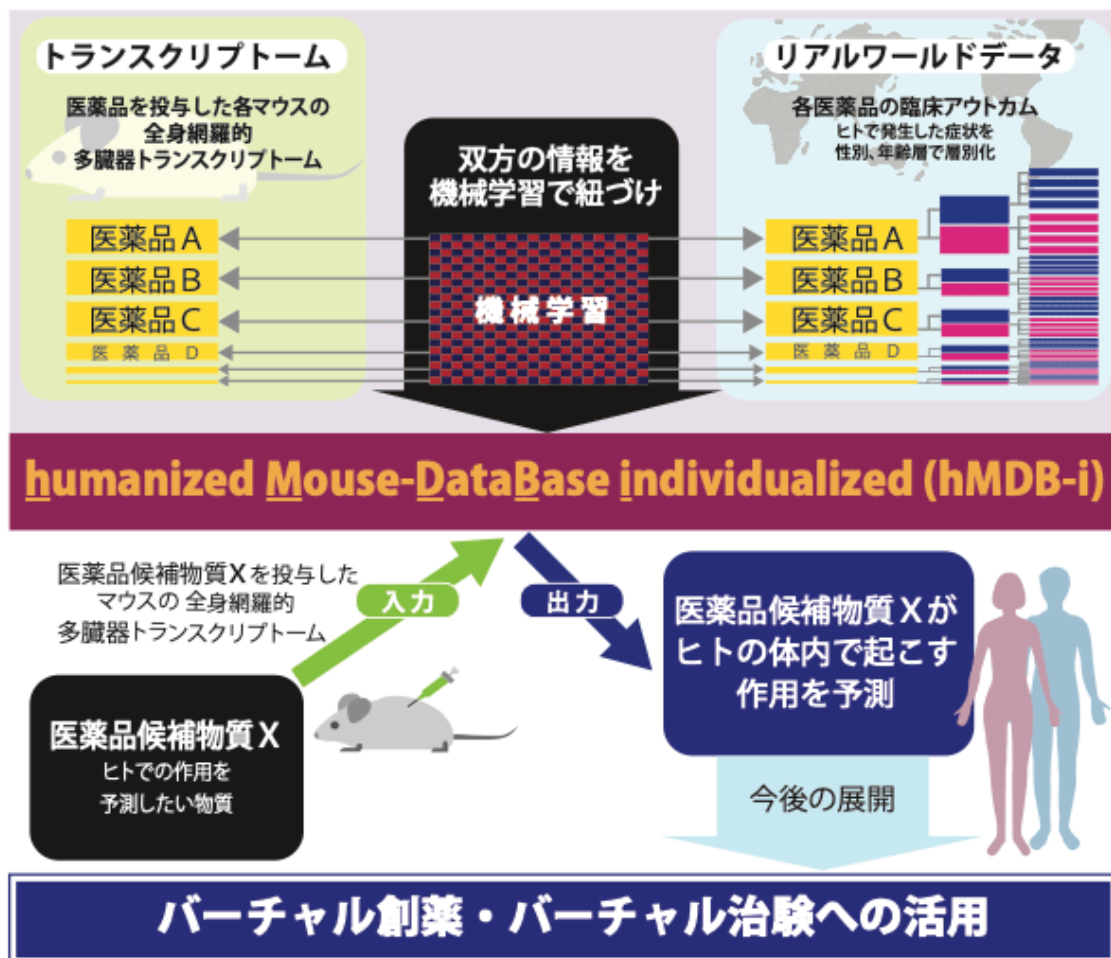 トランスクリプトーム
医薬品を投与した各マウスの
全身網羅的
多臓器トランスクリプトーム
医薬品A
医薬品B
医薬品C
医薬品D
双方の情報を
機械学習で紐づけ
機械学習
リアルワールドデータ
各医薬品の臨床アウトカム
ヒトで発生した症状を
性別、年齢層で層別化
医薬品A
医薬品B
医薬品C
医薬品D
humanized Mouse-DataBase individualized (hMDB-i)
医薬品候補物質Xを投与した
マウスの 全身網羅的
多臓器トランスクリプトーム
入力
出力
医薬品候補物質X
ヒトでの作用を
予測したい物質
医薬品候補物質Xが
ヒトの体内で起こす
作用を予測
今後の展開
バーチャル創薬・バーチャル治験への活用